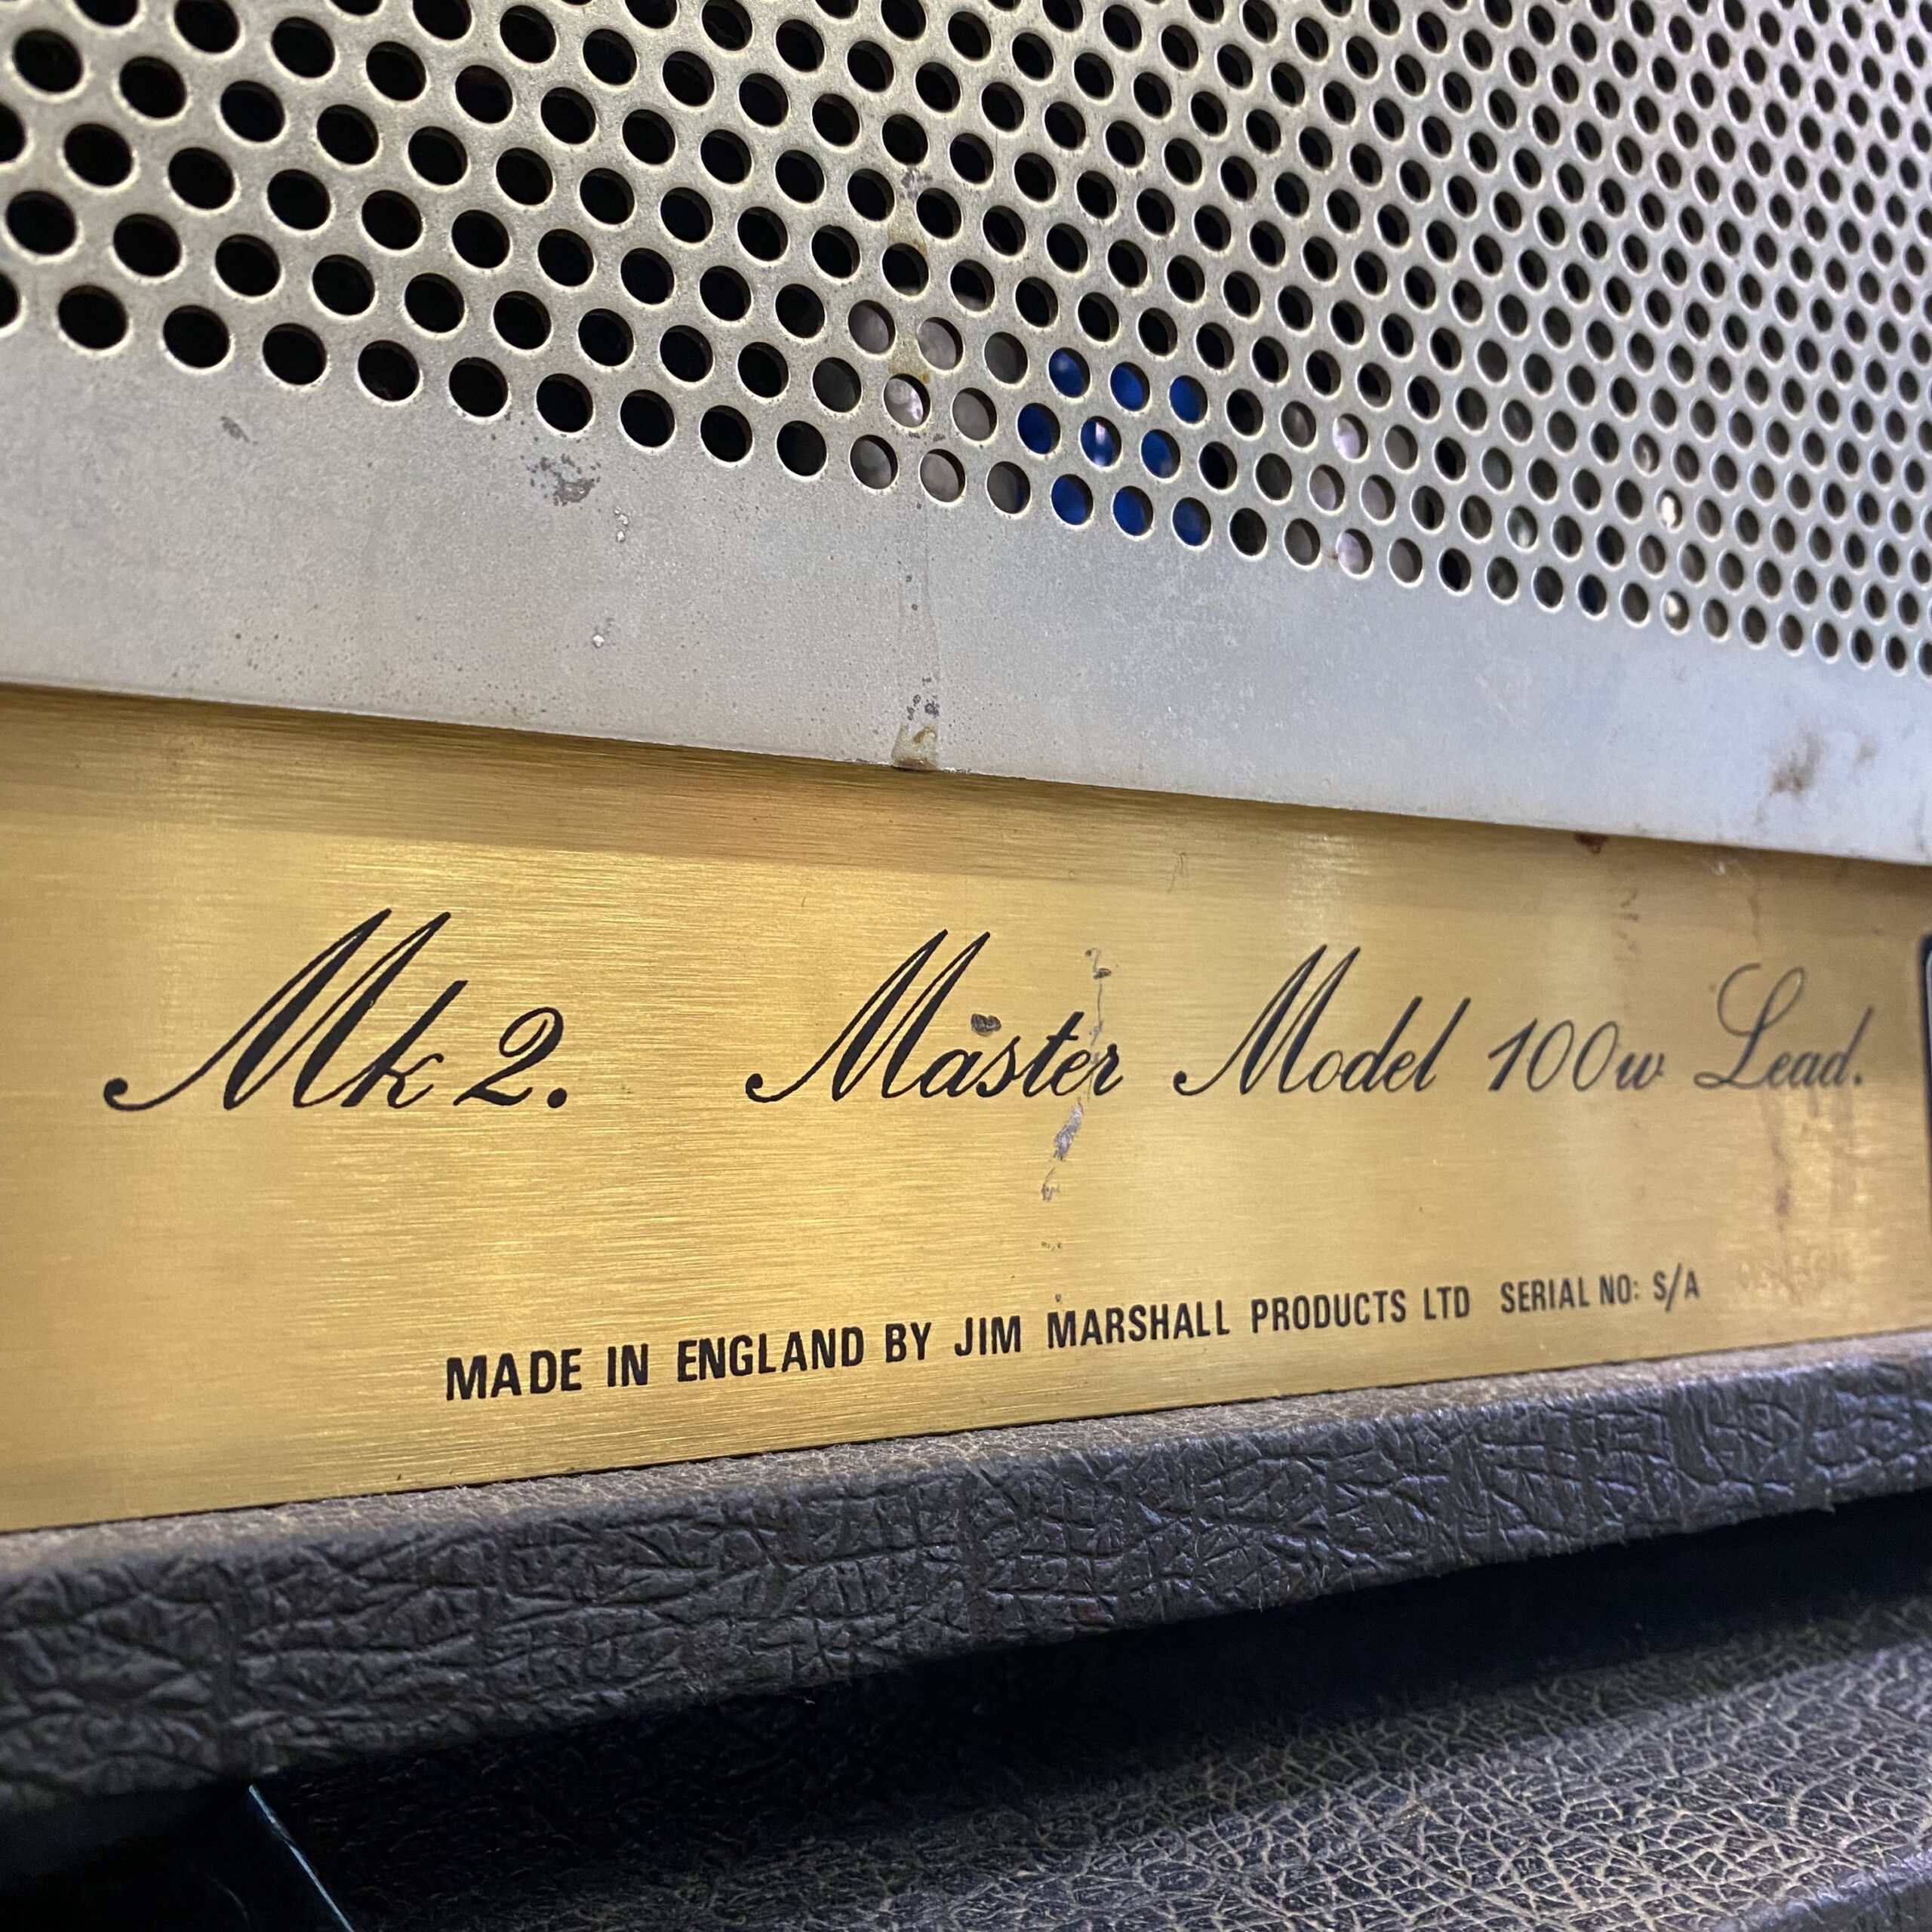 Mk 2. Master Model 100w Lead.
MADE IN ENGLAND BY JIM MARSHALL PRODUCTS LTD SERIAL NO: S/A